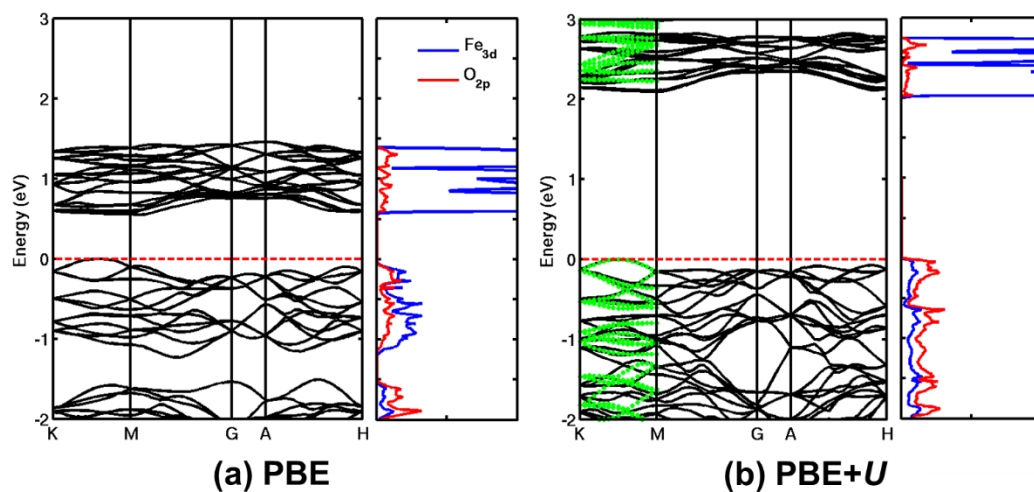 3
2
1
0
-1
-2
Energy (eV)
K M G A H
Fe3d
O2p
(a) PBE
3
2
1
0
-1
-2
Energy (eV)
K M G A H
(b) PBE+U